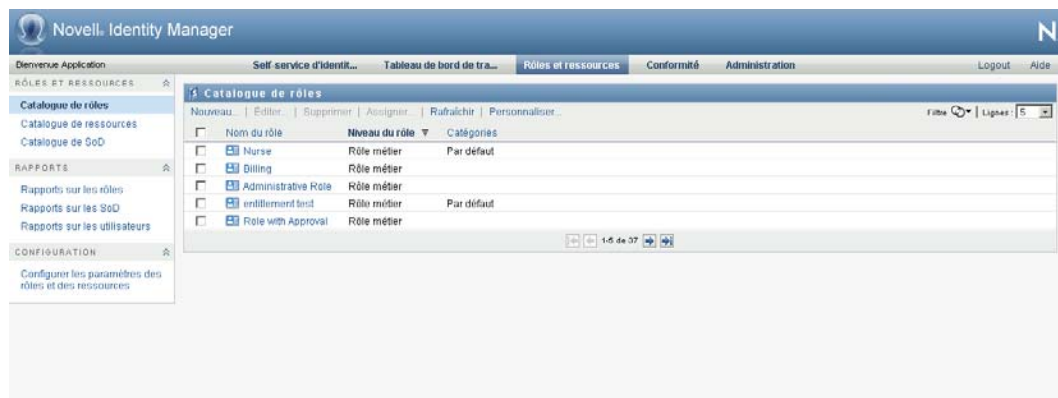 Novell. Identity Manager
N
Bienvenue Application
Self service d'identit...
Tableau de bord de tra...
Rôles et ressources
Conformité
Administration
Logout
Aide
RÔLES ET RESSOURCES
Catalogue de rôles
Catalogue de ressources
Catalogue de SoD
RAPPORTS
Rapports sur les rôles
Rapports sur les SoD
Rapports sur les utilisateurs
CONFIGURATION
Configurer les paramètres des
rôles et des ressources
Catalogue de rôles
Nouveau... | Éditer... | Supprimer | Assigner... | Rafraîchir | Personnaliser...
Filtre
Lignes : 5
Nom du rôle Niveau du rôle Catégories
Nurse Rôle métier Par défaut
Billing Rôle métier
Administrative Role Rôle métier
entitlement test Rôle métier Par défaut
Role with Approval Rôle métier
1-5 de 37